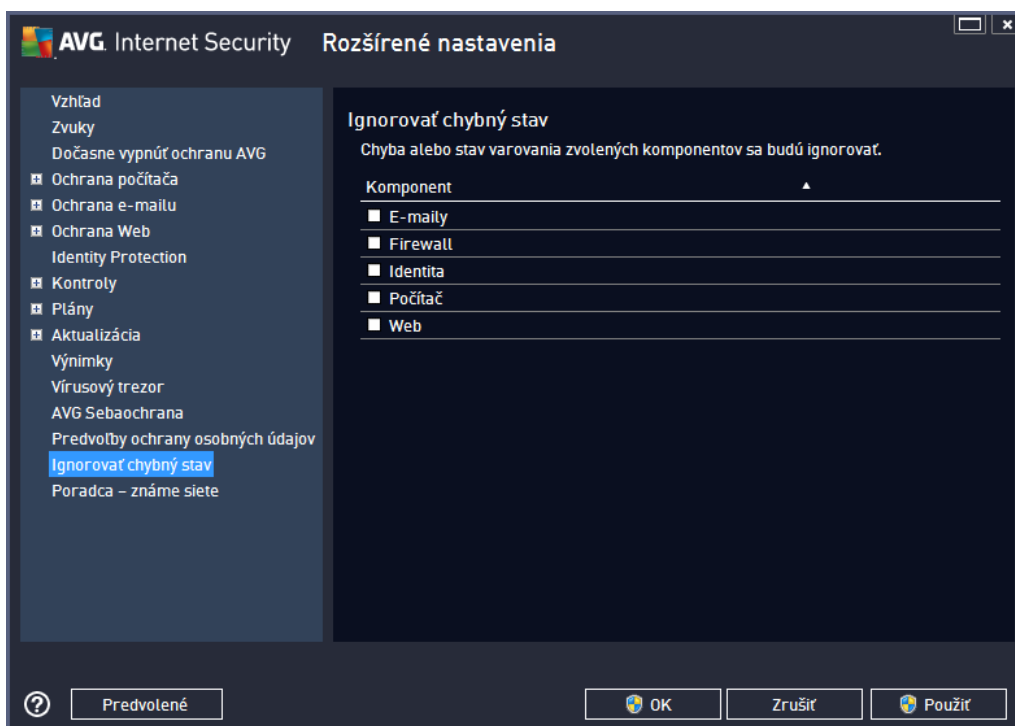 AVG. Internet Security Rozšírené nastavenia
Vzhľad
Zvuky
Dočasne vypnúť ochranu AVG
Ochrana počítača
Ochrana e-mailu
Ochrana Web
Identity Protection
Kontroly
Plány
Aktualizácia
Výnimky
Vírusový trezor
AVG Sebaochrana
Predvoľby ochrany osobných údajov
Ignorovať chybný stav
Poradca – známe siete
Ignorovať chybný stav
Chyba alebo stav varovania zvolených komponentov sa budú ignorovať.
Komponent
E-maily
Firewall
Identita
Počítač
Web
Predvolené
OK
Zrušiť
Použiť